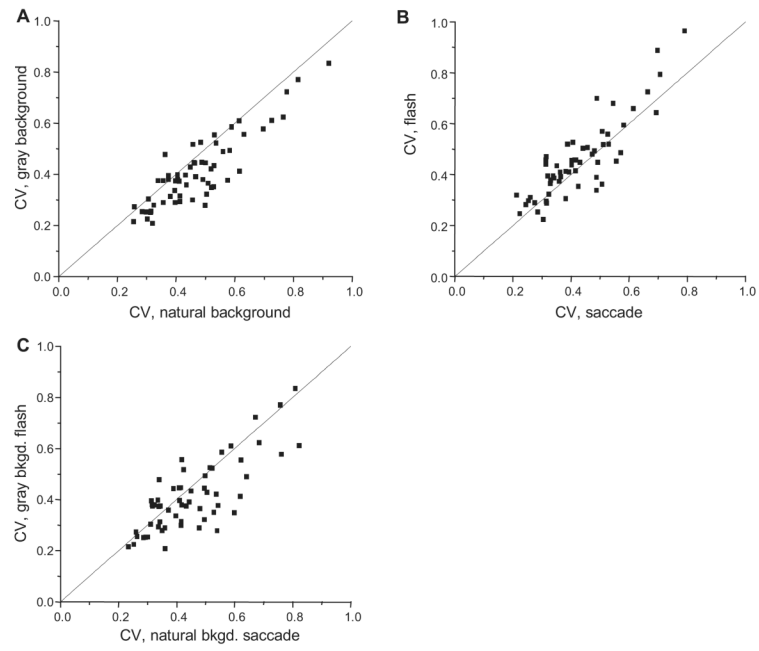 A
1.0
0.8
0.6
0.4
0.2
0.0
CV, gray background
0.0 0.2 0.4 0.6 0.8 1.0
CV, natural background
B
1.0
0.8
0.6
0.4
0.2
0.0
CV, flash
0.0 0.2 0.4 0.6 0.8 1.0
CV, saccade
C
1.0
0.8
0.6
0.4
0.2
0.0
CV, gray bkgd. flash
0.0 0.2 0.4 0.6 0.8 1.0
CV, natural bkgd. saccade